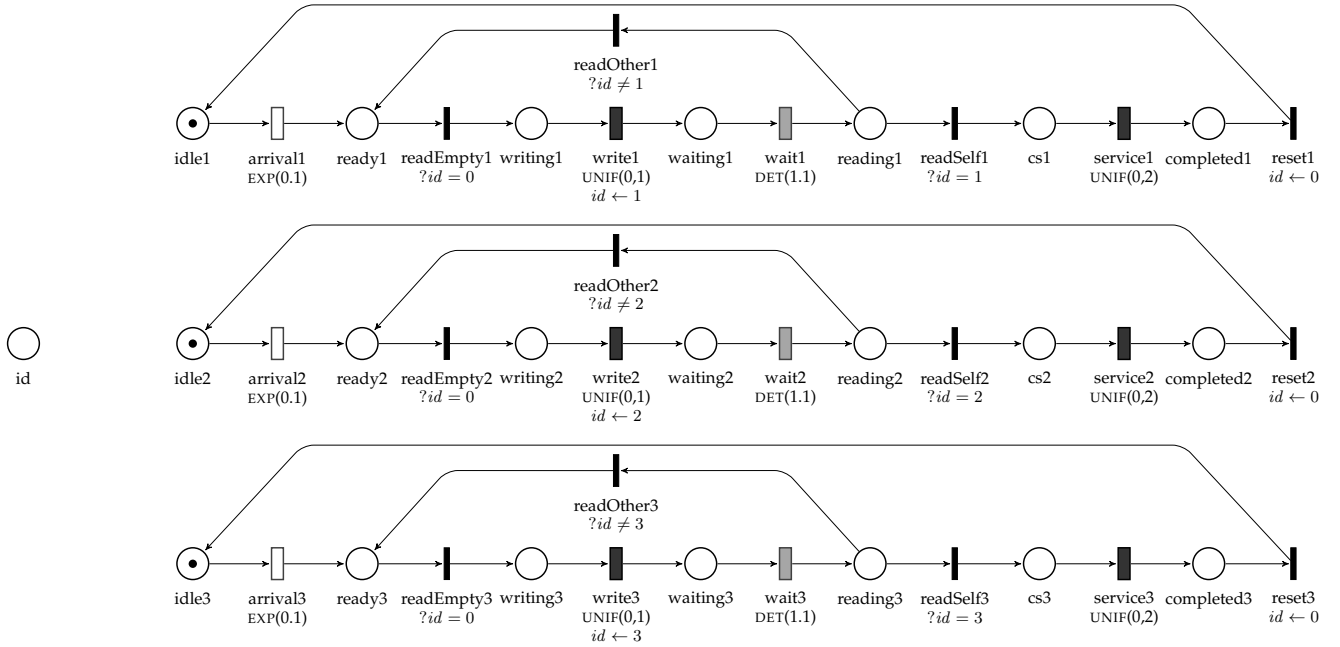 readOther1
?id ≠ 1
idle1 arrival1 ready1 readEmpty1 writing1 write1 waiting1 wait1 reading1 readSelf1 cs1 service1 completed1 reset1
EXP(0.1) ?id = 0 UNIF(0,1) DET(1.1) ?id = 1 UNIF(0,2) id ← 0
id ← 1
readOther2
?id ≠ 2
id idle2 arrival2 ready2 readEmpty2 writing2 write2 waiting2 wait2 reading2 readSelf2 cs2 service2 completed2 reset2
EXP(0.1) ?id = 0 UNIF(0,1) DET(1.1) ?id = 2 UNIF(0,2) id ← 0
id ← 2
readOther3
?id ≠ 3
idle3 arrival3 ready3 readEmpty3 writing3 write3 waiting3 wait3 reading3 readSelf3 cs3 service3 completed3 reset3
EXP(0.1) ?id = 0 UNIF(0,1) DET(1.1) ?id = 3 UNIF(0,2) id ← 0
id ← 3